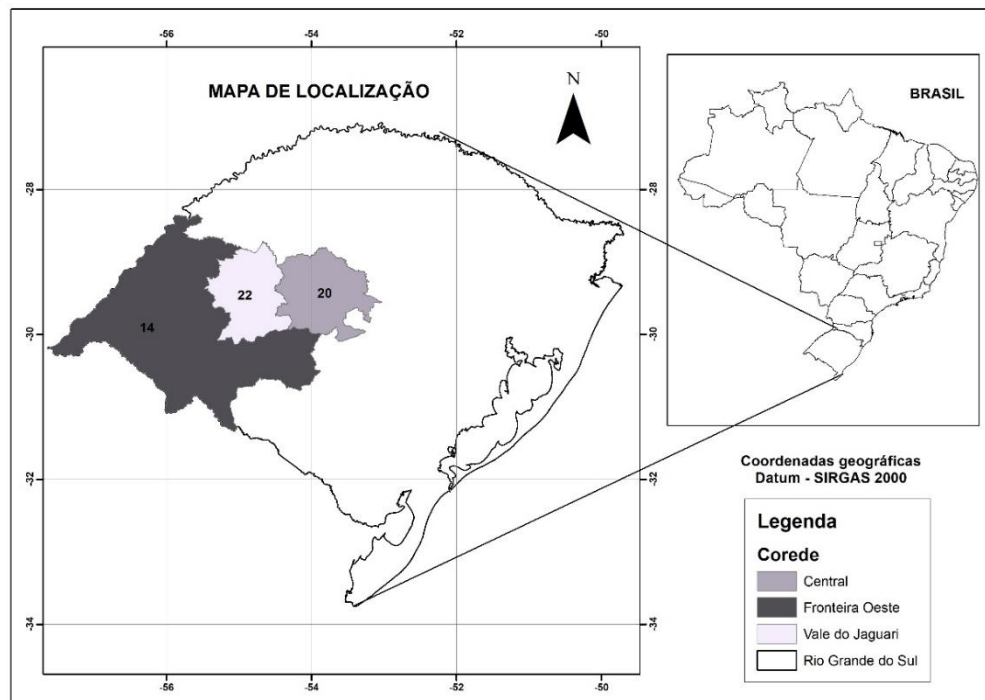 -56 -54 -52 -50
MAPA DE LOCALIZAÇÃO
N
BRASIL
-28 -28
22 20
14
-30 -30
-32 -32
-34 -34
-56 -54 -52 -50
Coordenadas geográficas
Datum - SIRGAS 2000
Legenda
Corede
Central
Fronteira Oeste
Vale do Jaguari
Rio Grande do Sul